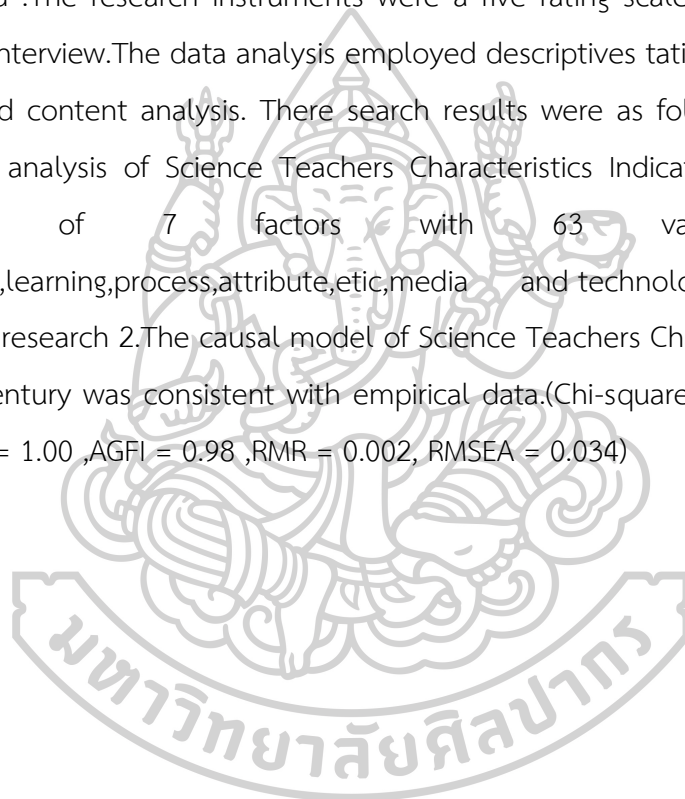 .The research instruments were a five rating scale
nterview.The data analysis employed descriptives tati
d content analysis. There search results were as fol
analysis of Science Teachers Characteristics Indicat
of 7 factors with 63 va
,learning,process,attribute,etic,media and technolo
research 2.The causal model of Science Teachers Ch
entury was consistent with empirical data.(Chi-square
= 1.00 ,AGFI = 0.98 ,RMR = 0.002, RMSEA = 0.034)
มหาวิทยาลัยศิลปากร